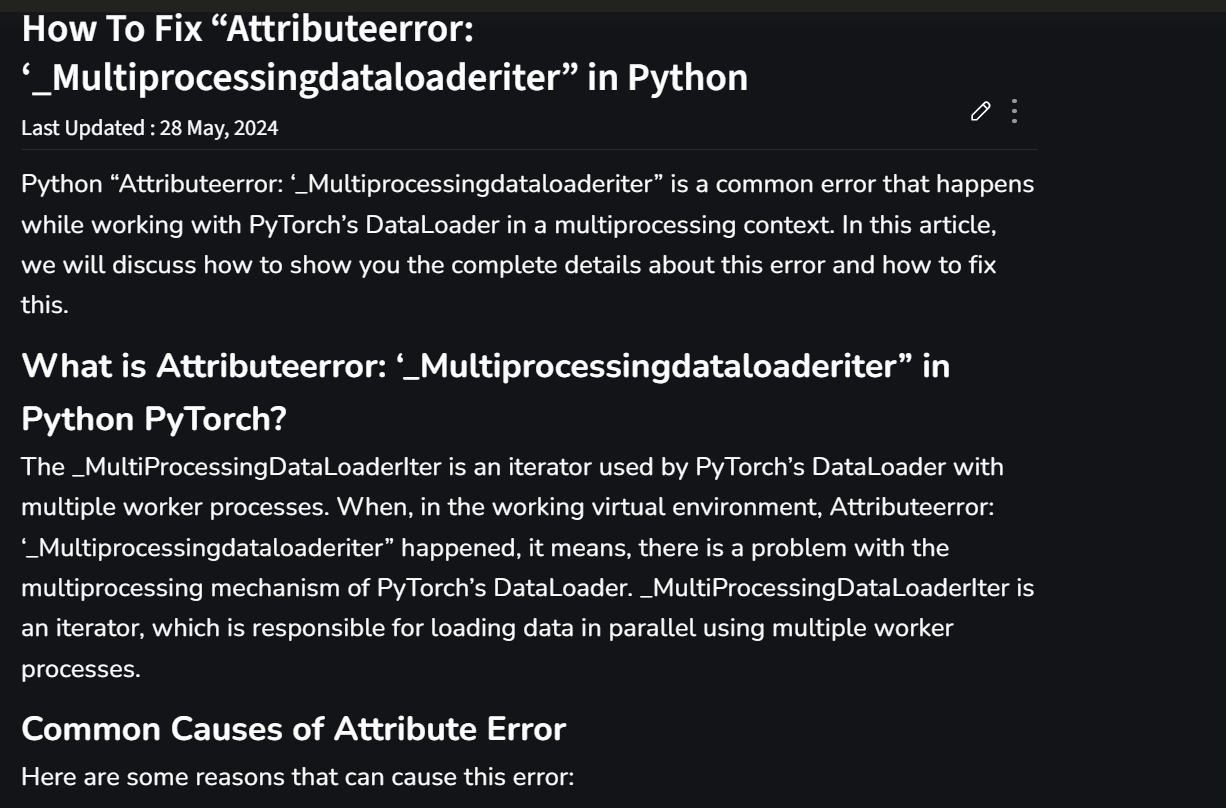 How To Fix “Attributeerror:
‘_Multiprocessingdataloaderiter” in Python
Last Updated : 28 May, 2024
Python “Attributeerror: ‘_Multiprocessingdataloaderiter” is a common error that happens
while working with PyTorch’s DataLoader in a multiprocessing context. In this article,
we will discuss how to show you the complete details about this error and how to fix
this.
What is Attributeerror: ‘_Multiprocessingdataloaderiter” in
Python PyTorch?
The _MultiProcessingDataLoaderIter is an iterator used by PyTorch’s DataLoader with
multiple worker processes. When, in the working virtual environment, Attributeerror:
‘_Multiprocessingdataloaderiter” happened, it means, there is a problem with the
multiprocessing mechanism of PyTorch’s DataLoader. _MultiProcessingDataLoaderIter is
an iterator, which is responsible for loading data in parallel using multiple worker
processes.
Common Causes of Attribute Error
Here are some reasons that can cause this error: